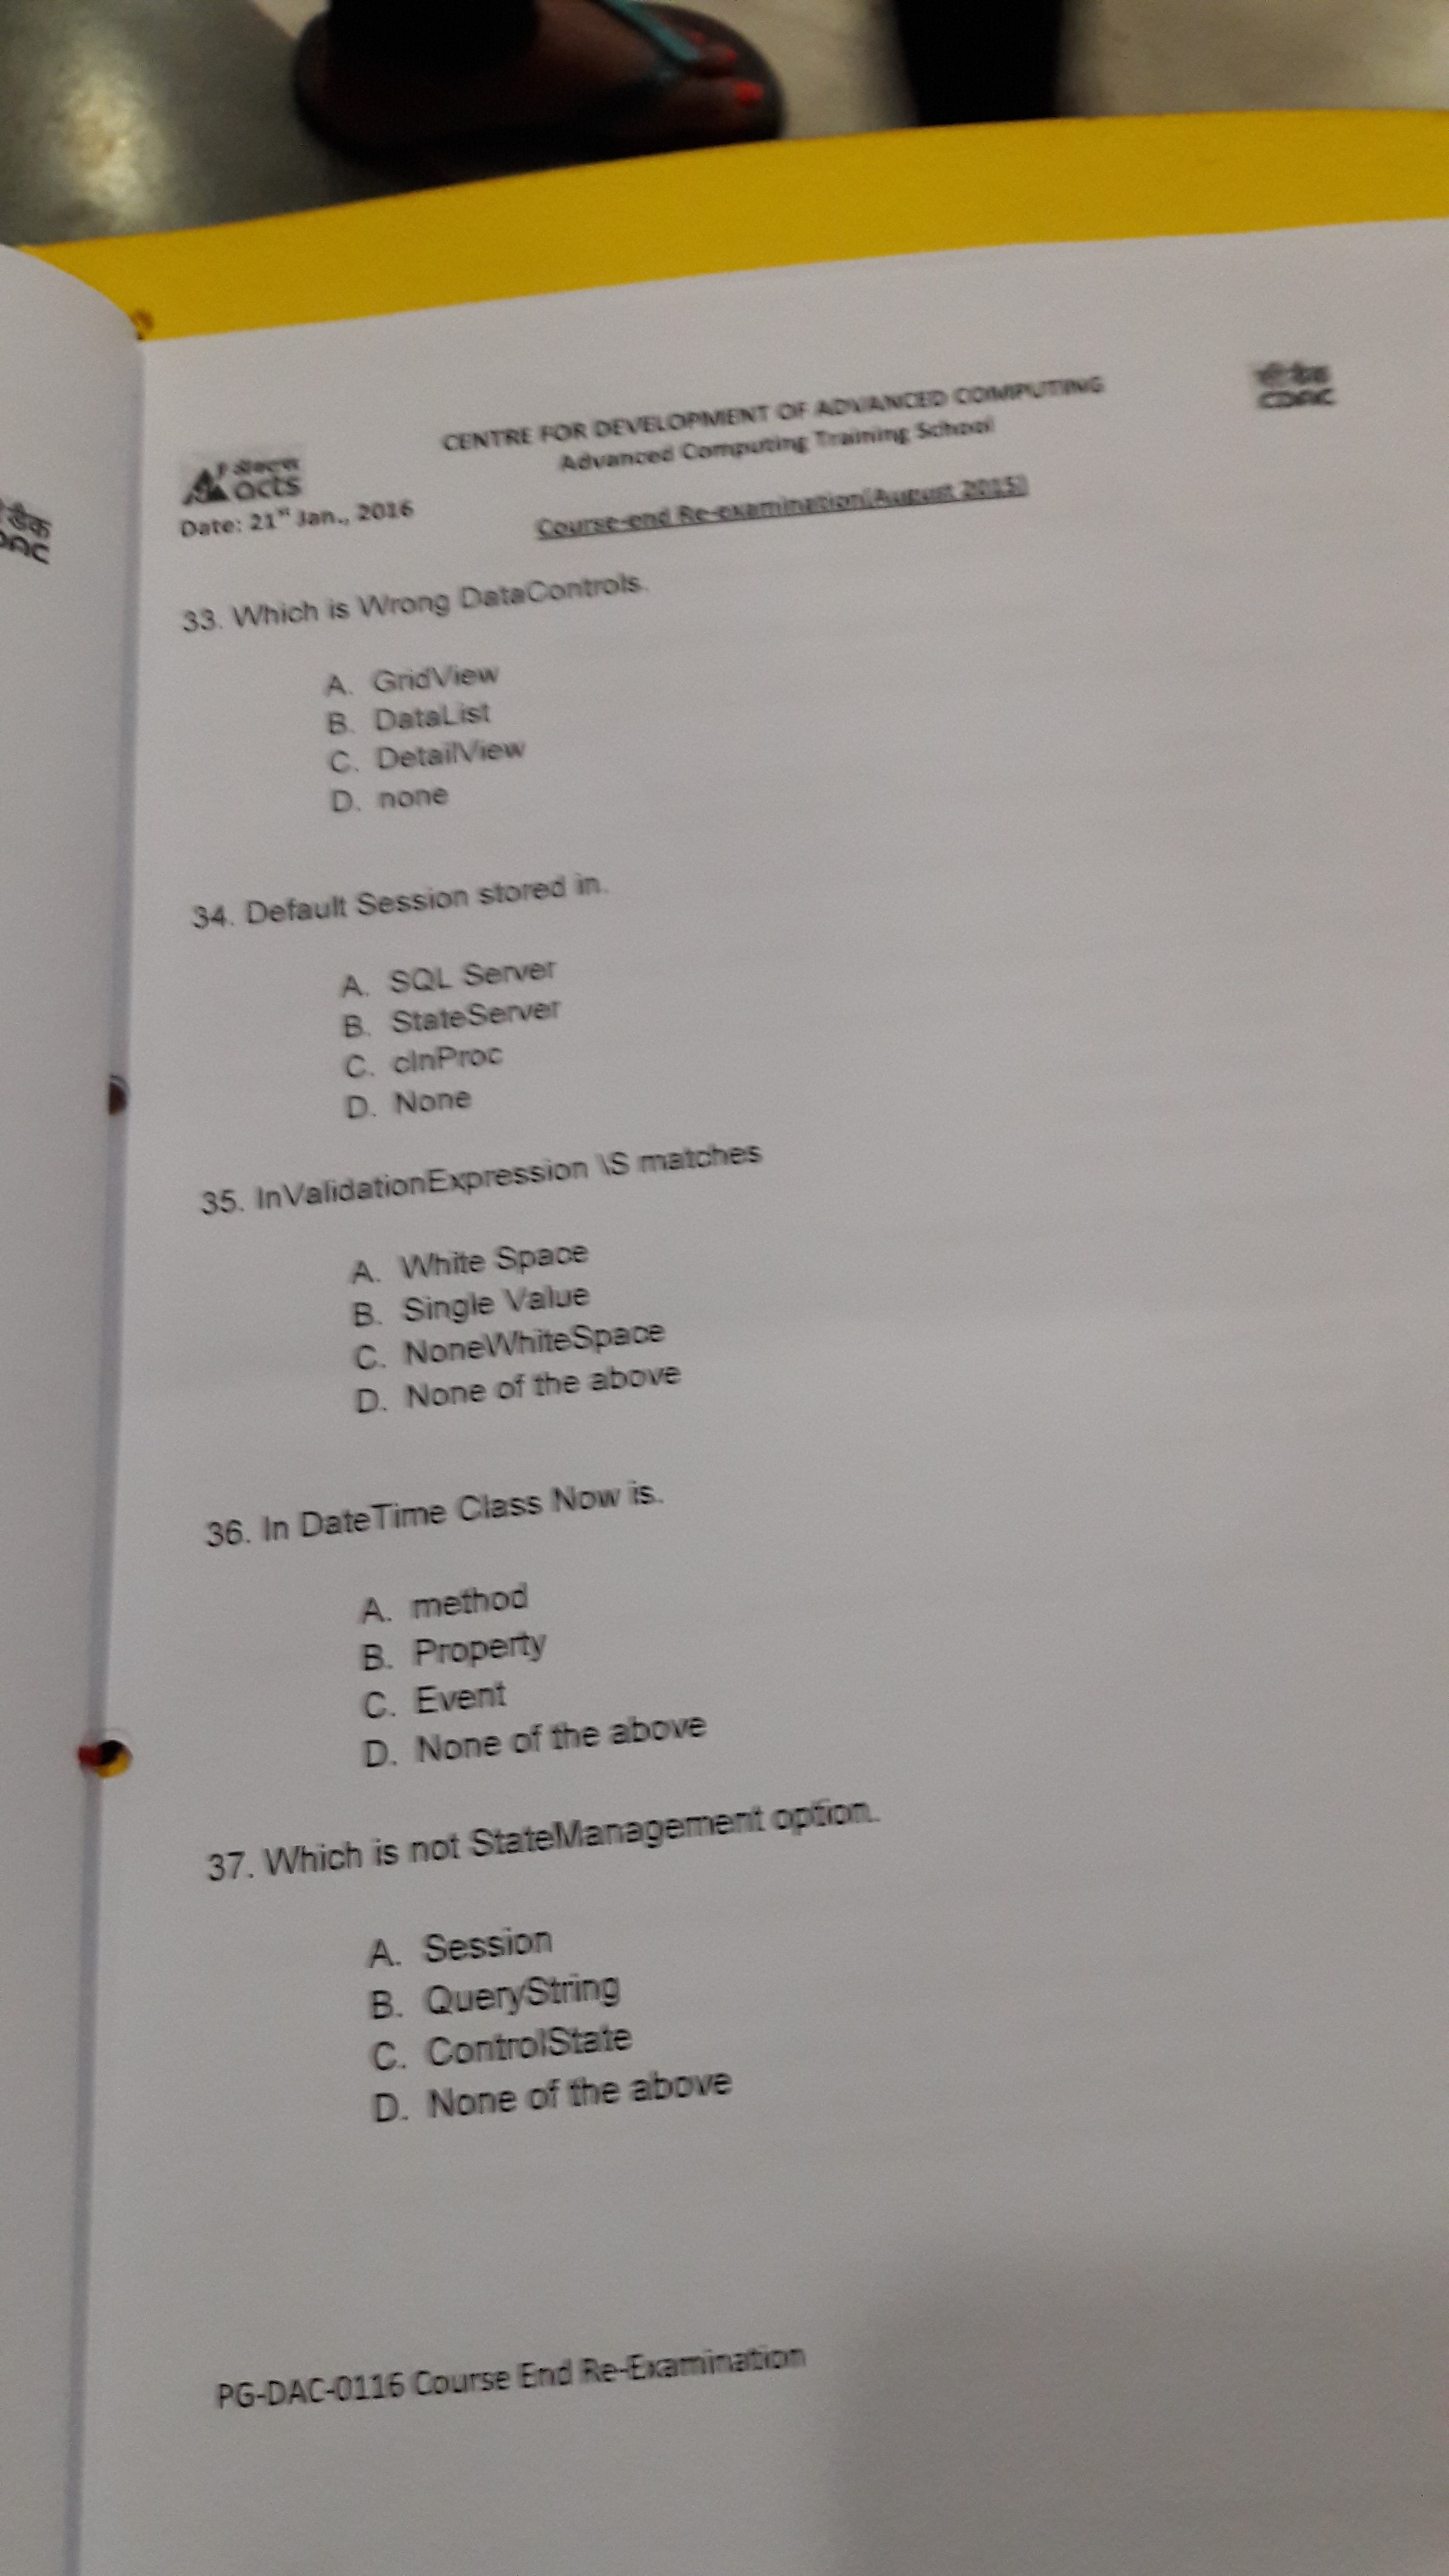 CENTRE FOR DEVELOPMENT OF ADVANCED COMPUTING
Advanced Computing Training School
सी डैक
CDAC
एक्टस
acts
Date: 21st Jan., 2016
Course-end Re-examination(August 2015)
डैक
DAC
33. Which is Wrong DataControls.
A. GridView
B. DataList
C. DetailView
D. none
34. Default Session stored in.
A. SQL Server
B. StateServer
C. cInProc
D. None
35. InValidationExpression \S matches
A. White Space
B. Single Value
C. NoneWhiteSpace
D. None of the above
36. In DateTime Class Now is.
A. method
B. Property
C. Event
D. None of the above
37. Which is not StateManagement option.
A. Session
B. QueryString
C. ControlState
D. None of the above
PG-DAC-0116 Course End Re-Examination